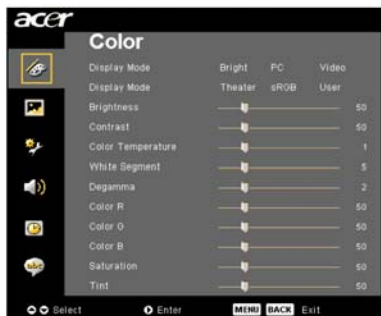 acer
Color
Display Mode Bright PC Video
Display Mode Theater sRGB User
Brightness 50
Contrast 50
Color Temperature 1
White Segment 5
Degamma 2
Color R 50
Color G 50
Color B 50
Saturation 50
Tint 50
abc
Select Enter MENU BACK Exit